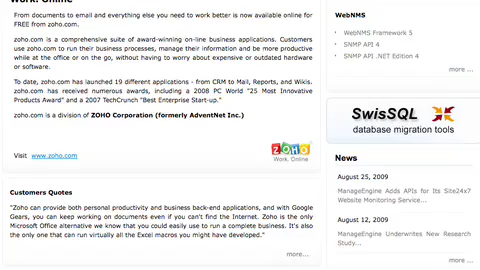 Work. Online
From documents to email and everything else you need to work better is now available online for
FREE from zoho.com.
zoho.com is a comprehensive suite of award-winning on-line business applications. Customers
use zoho.com to run their business processes, manage their information and be more productive
while at the office or on the go, without having to worry about expensive or outdated hardware
or software.
To date, zoho.com has launched 19 different applications - from CRM to Mail, Reports, and Wikis.
zoho.com has received numerous awards, including a 2008 PC World "25 Most Innovative
Products Award" and a 2007 TechCrunch "Best Enterprise Start-up."
zoho.com is a division of ZOHO Corporation (formerly AdventNet Inc.)
Visit www.zoho.com
ZOHO
Work. Online
Customers Quotes
"Zoho can provide both personal productivity and business back-end applications, and with Google
Gears, you can keep working on documents even if you can't find the Internet. Zoho is the only
Microsoft Office alternative we know that you could easily use to run a complete business. It's also
the only one that can run virtually all the Excel macros you might have developed."
more...
WebNMS
WebNMS Framework 5
SNMP API 4
SNMP API .NET Edition 4
more ...
SwisSQL
database migration tools
News
August 25, 2009
ManageEngine Adds APIs for Its Site24x7
Website Monitoring Service...
August 12, 2009
ManageEngine Underwrites New Research
Study...
more ...